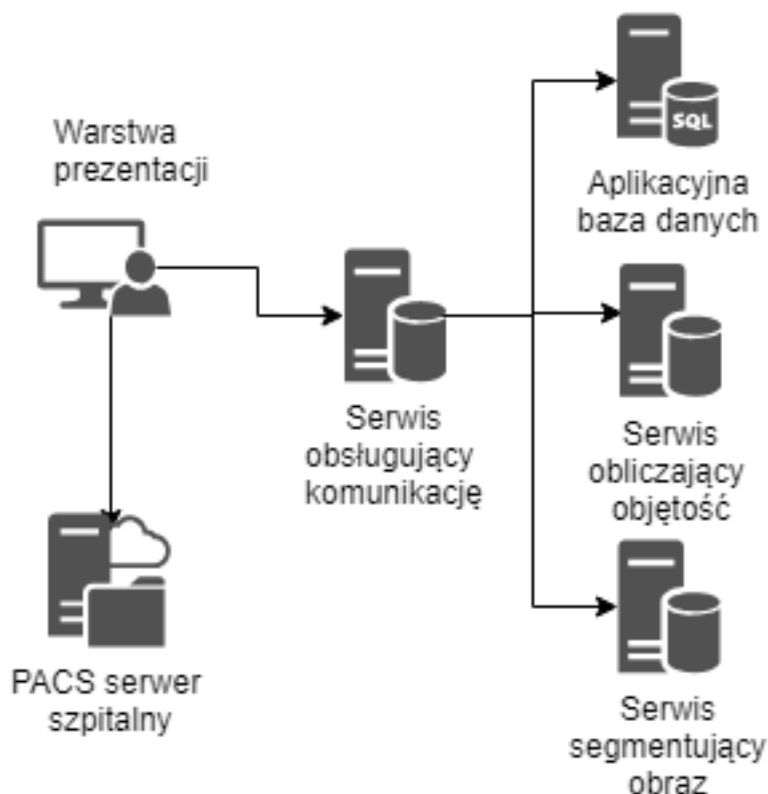 Warstwa
prezentacji
SQL
Aplikacyjna
baza danych
Serwis
obsługujący
komunikację
Serwis
obliczający
objętość
PACS serwer
szpitalny
Serwis
segmentujący
obraz